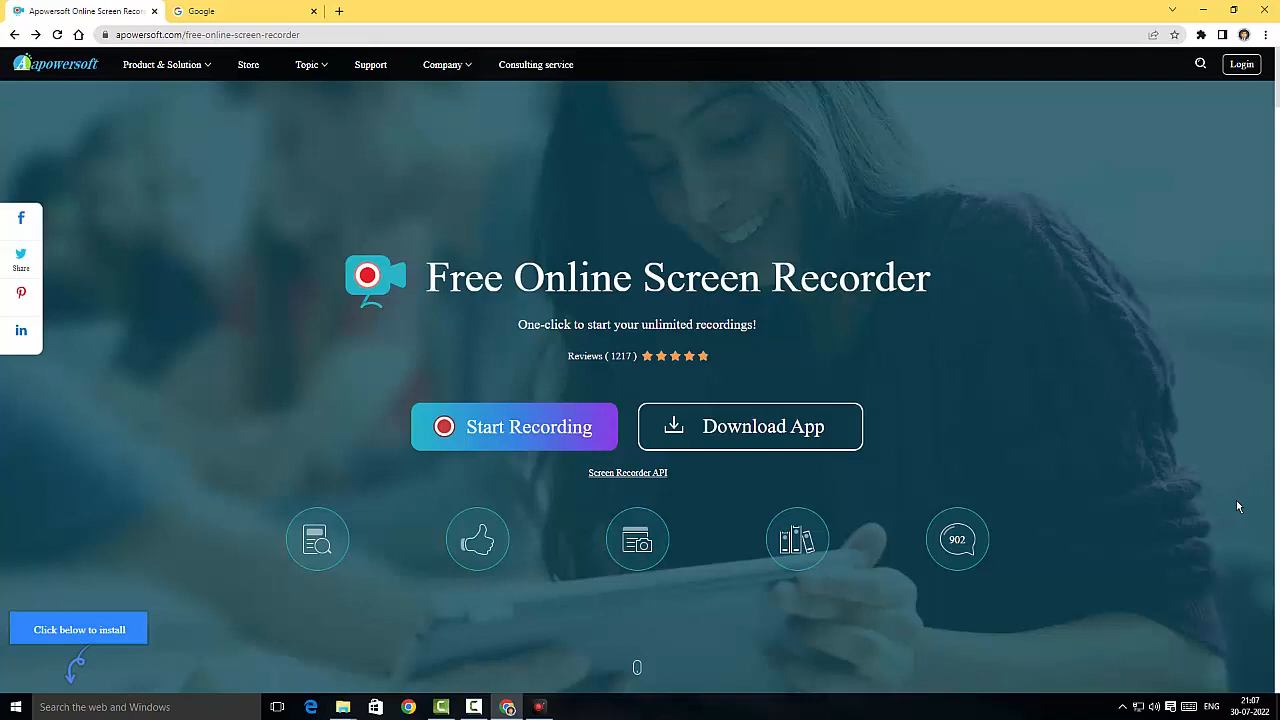 Apowersoft Online Screen Recor
Google
apowersoft.com/free-online-screen-recorder
apowersoft
Product & Solution
Store
Topic
Support
Company
Consulting service
Login
Share
Free Online Screen Recorder
One-click to start your unlimited recordings!
Reviews ( 1217 )
Start Recording
Download App
Screen Recorder API
902
Click below to install
Search the web and Windows
ENG
21:07
30-07-2022